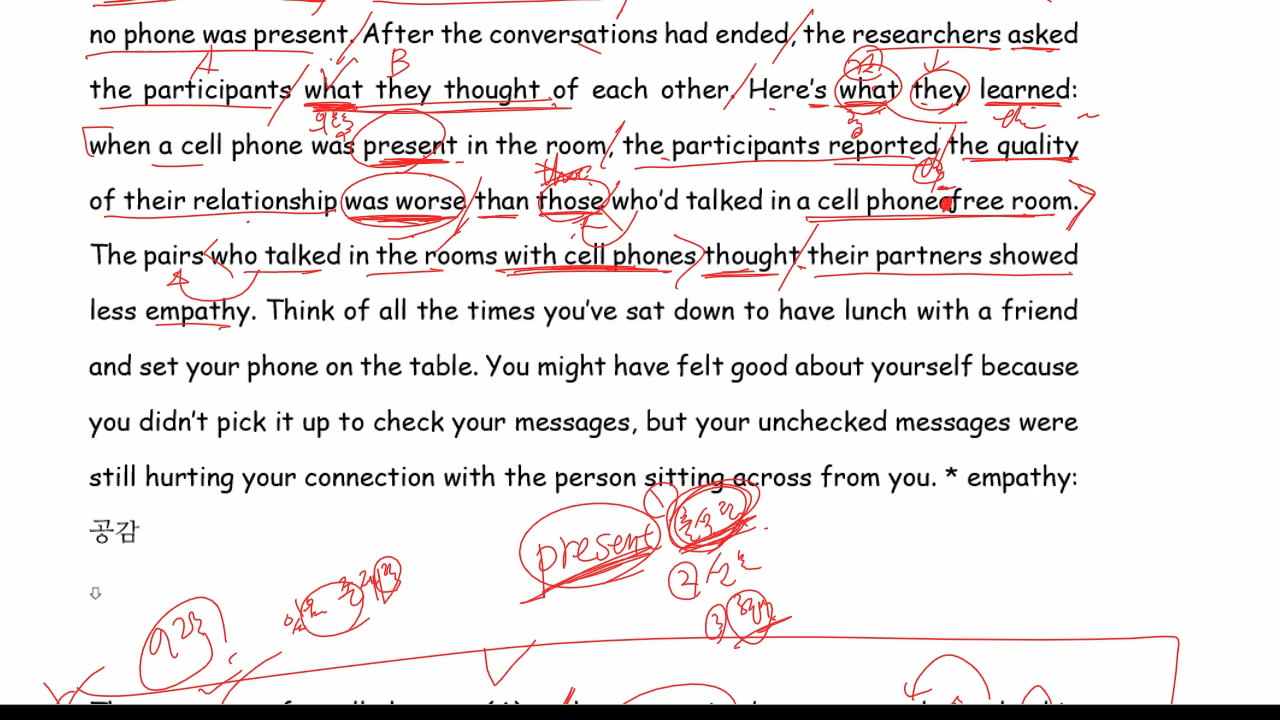 no phone was present. After the conversations had ended, the researchers asked
A B
the participants what they thought of each other. Here's what they learned:
when a cell phone was present in the room, the participants reported the quality
of their relationship was worse than those who'd talked in a cell phone free room.
The pairs who talked in the rooms with cell phones thought their partners showed
less empathy. Think of all the times you've sat down to have lunch with a friend
and set your phone on the table. You might have felt good about yourself because
you didn't pick it up to check your messages, but your unchecked messages were
still hurting your connection with the person sitting across from you. * empathy:
공감
present ①
②
③